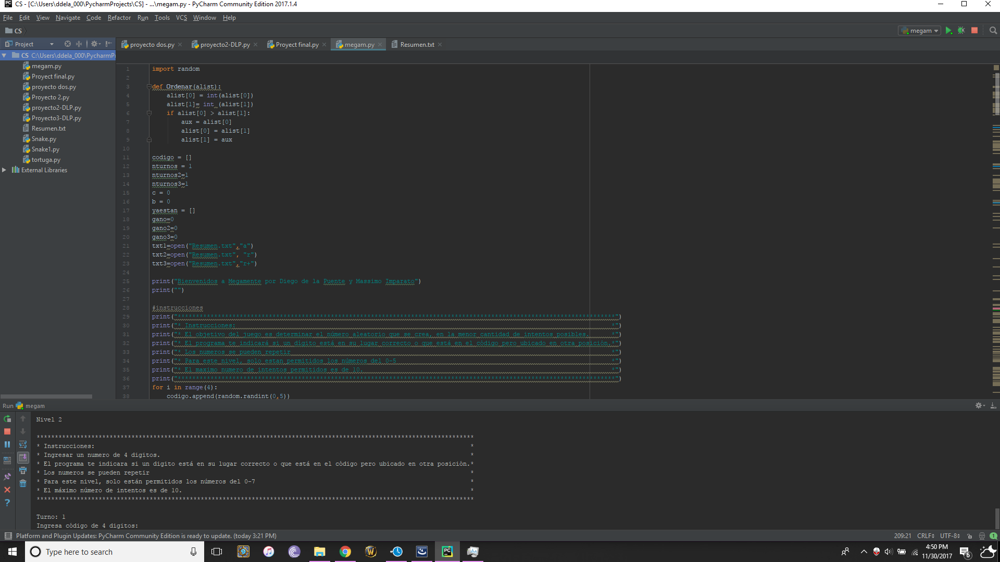 CS - [C:\Users\ddela_000\PycharmProjects\CS] - ...\megam.py - PyCharm Community Edition 2017.1.4
File Edit View Navigate Code Refactor Run Tools VCS Window Help
CS
megam
Project
proyecto dos.py
proyecto2-DLP.py
Proyect final.py
megam.py
Resumen.txt
CS C:\Users\ddela_000\PycharmPr
megam.py
Proyect final.py
proyecto dos.py
Proyecto 2.py
proyecto2-DLP.py
Proyecto3-DLP.py
Resumen.txt
Snake.py
Snake1.py
tortuga.py
External Libraries
1 import random
2
3 def Ordenar(alist):
4     alist[0] = int(alist[0])
5     alist[1]= int (alist[1])
6     if alist[0] > alist[1]:
7         aux = alist[0]
8         alist[0] = alist[1]
9         alist[1] = aux
10
11 codigo = []
12 nturnos = 1
13 nturnos2=1
14 nturnos3=1
15 c = 0
16 b = 0
17 yaestan = []
18 gano=0
19 gano2=0
20 gano3=0
21 txt1=open("Resumen.txt","a")
22 txt2=open("Resumen.txt", "r")
23 txt3=open("Resumen.txt","r+")
24
25 print("Bienvenidos a Megamente por Diego de la Puente y Massimo Imparato")
26 print("")
27
28 #instrucciones
29 print("************************************************************************************************************************")
30 print("* Instrucciones: *")
31 print("* El objetivo del juego es determinar el número aleatorio que se crea, en la menor cantidad de intentos posibles. *")
32 print("* El programa te indicará si un dígito está en su lugar correcto o que está en el código pero ubicado en otra posición.*")
33 print("* Los numeros se pueden repetir *")
34 print("* Para este nivel, solo estan permitidos los números del 0-5 *")
35 print("* El maximo numero de intentos permitidos es de 10. *")
36 print("************************************************************************************************************************")
37 for i in range(4):
38     codigo.append(random.randint(0,5))
Run megam
Nivel 2
************************************************************************************************************************
* Instrucciones: *
* Ingresar un numero de 4 digitos. *
* El programa te indicara si un digito está en su lugar correcto o que está en el código pero ubicado en otra posición.*
* Los numeros se pueden repetir *
* Para este nivel, solo están permitidos los números del 0-7 *
* El máximo número de intentos es de 10. *
************************************************************************************************************************
Turno: 1
Ingresa código de 4 digitos:
Platform and Plugin Updates: PyCharm Community Edition is ready to update. (today 3:21 PM)
209:21 CRLF UTF-8 1
Type here to search
4:50 PM
11/30/2017
6